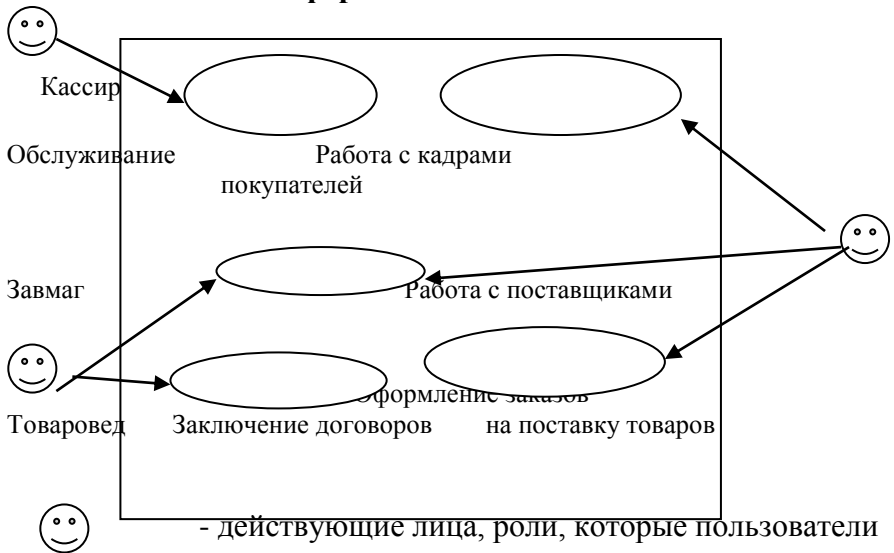 Кассир
Обслуживание Работа с кадрами
покупателей
Завмаг Работа с поставщиками
Оформление заказов
Товаровед Заключение договоров на поставку товаров
- действующие лица, роли, которые пользователи